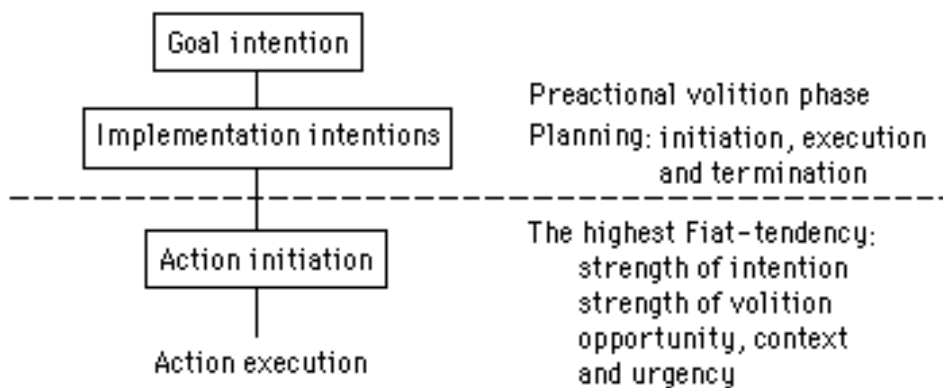 Goal intention
Implementation intentions
Preactional volition phase
Planning: initiation, execution
and termination
Action initiation
Action execution
The highest Fiat-tendency:
strength of intention
strength of volition
opportunity, context
and urgency